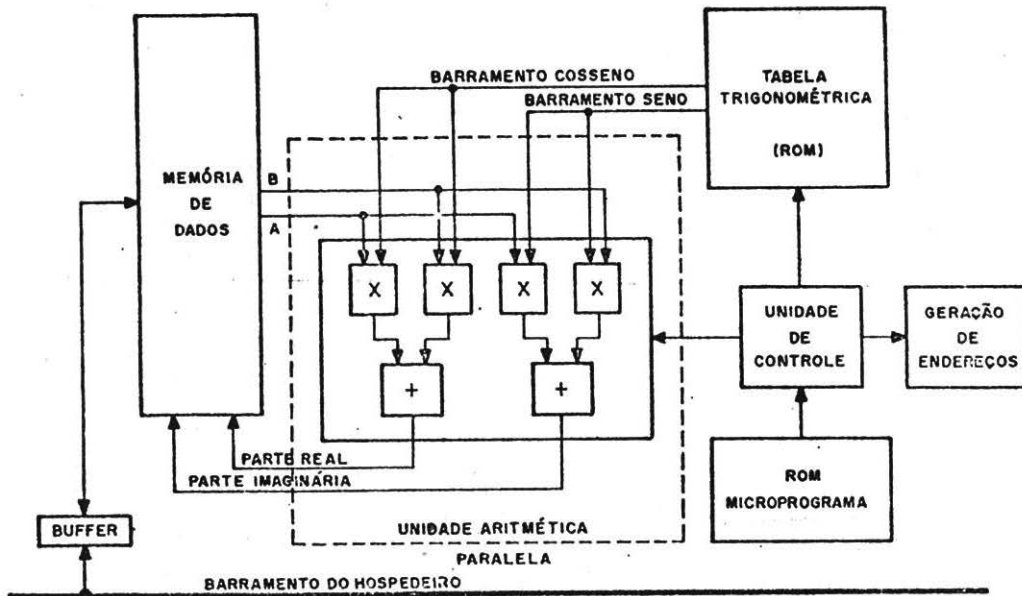 BARRAMENTO COSSENO
BARRAMENTO SENO
TABELA
TRIGONOMÉTRICA
(ROM)
MEMÓRIA
DE
DADOS
B
A
X
X
X
X
+
+
UNIDADE
DE
CONTROLE
GERAÇÃO
DE
ENDEREÇOS
PARTE REAL
PARTE IMAGINÁRIA
ROM
MICROPROGRAMA
UNIDADE ARITMÉTICA
PARALELA
BUFFER
BARRAMENTO DO HOSPEDEIRO